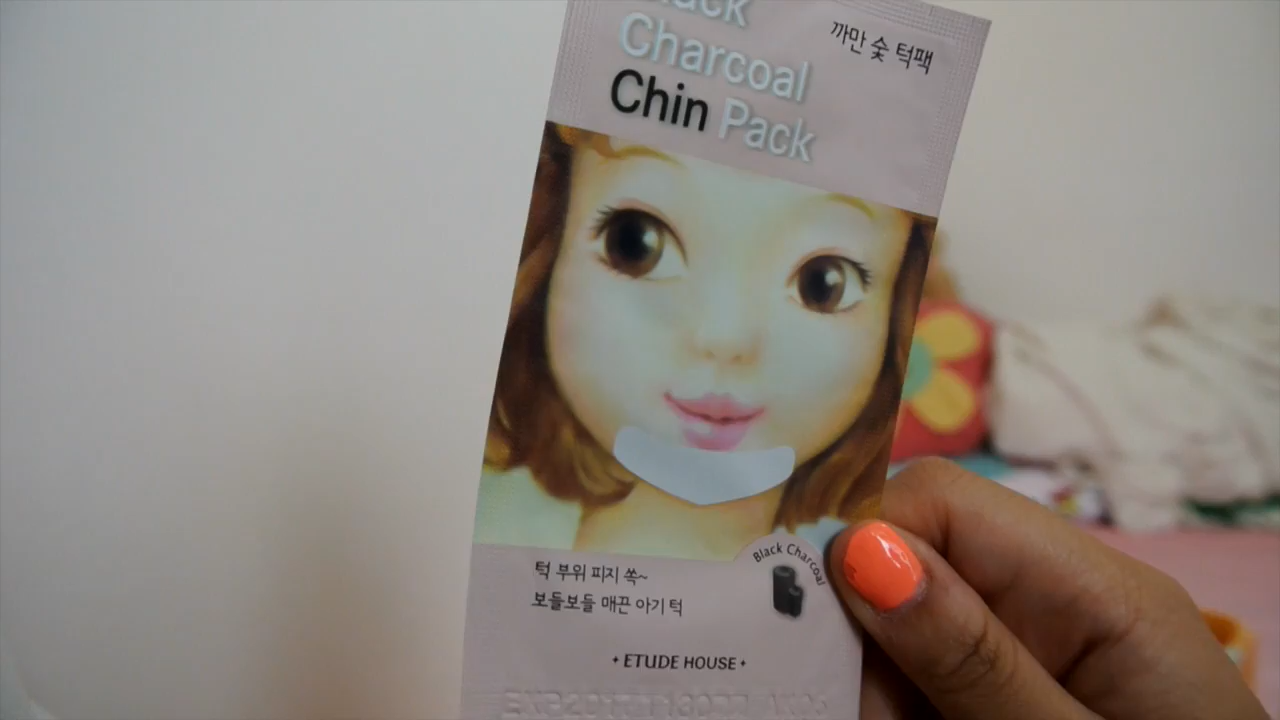 Charcoal
Chin Pack
까만 숯 턱팩
턱 부위 피지 쏙~
보들보들 매끈 아기 턱
Black Charcoal
ETUDE HOUSE